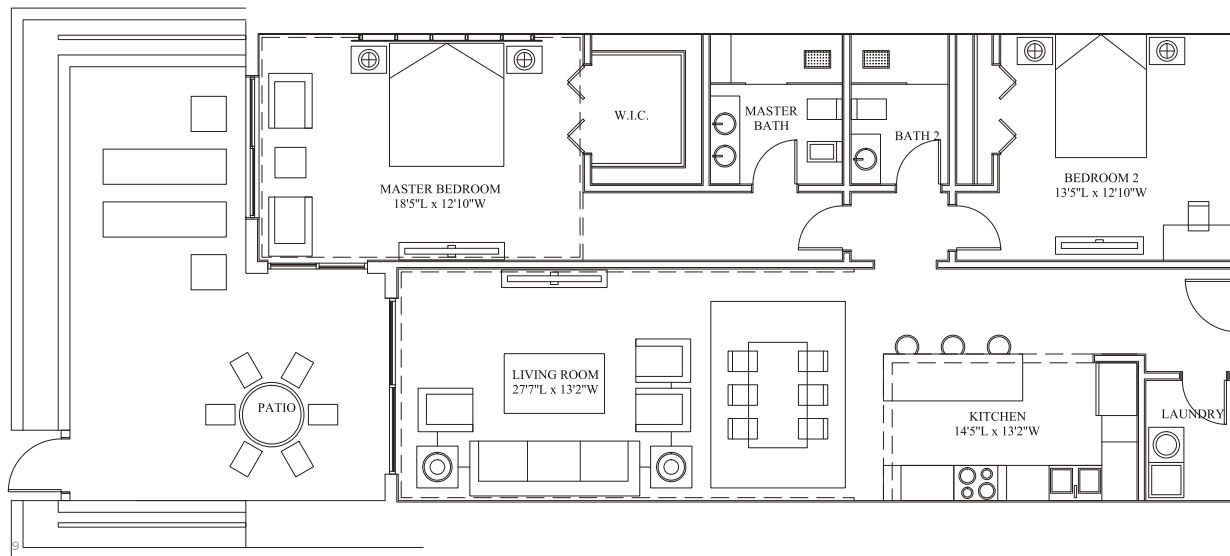 W.I.C.
MASTER
BATH
BATH 2
MASTER BEDROOM
18'5"L x 12'10"W
BEDROOM 2
13'5"L x 12'10"W
LIVING ROOM
27'7"L x 13'2"W
PATIO
KITCHEN
14'5"L x 13'2"W
LAUNDRY
9